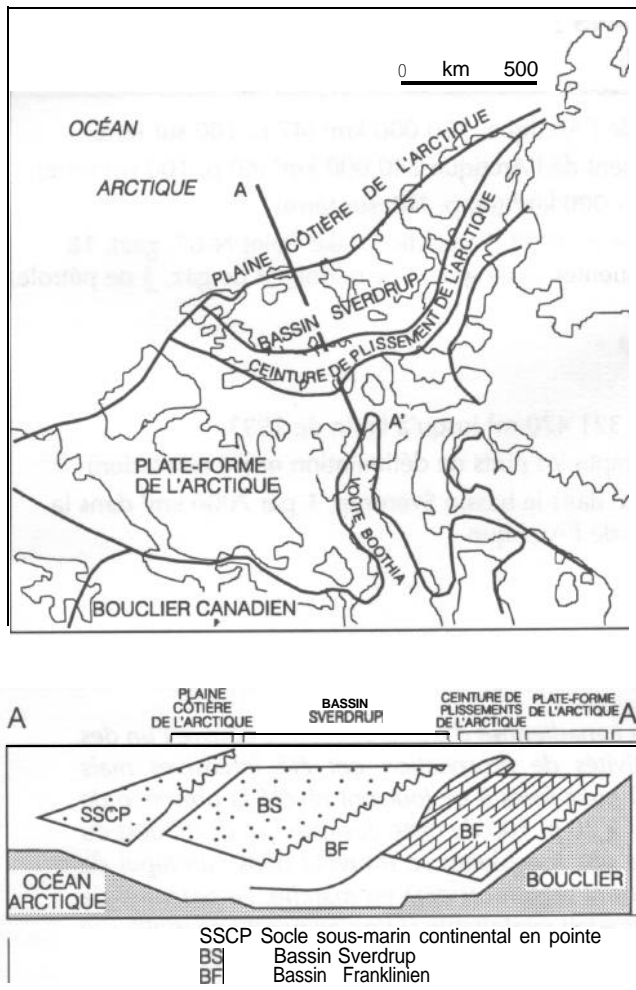 0 km 500
OCÉAN
ARCTIQUE
A
PLAINE CÔTIÈRE DE L'ARCTIQUE
BASSIN SVERDRUP
CEINTURE DE PLISSEMENT DE L'ARCTIQUE
A'
PLATE-FORME
DE L'ARCTIQUE
VOUTE BOOTHIA
BOUCLIER CANADIEN
A
PLAINE
CÔTIÈRE
DE L'ARCTIQUE
BASSIN
SVERDRUP
CEINTURE DE
PLISSEMENTS
DE L'ARCTIQUE
PLATE-FORME
DE L'ARCTIQUE
A
SSCP
BS
BF
BF
OCÉAN
ARCTIQUE
BOUCLIER
SSCP Socle sous-marin continental en pointe
BS Bassin Sverdrup
BF Bassin Franklinien